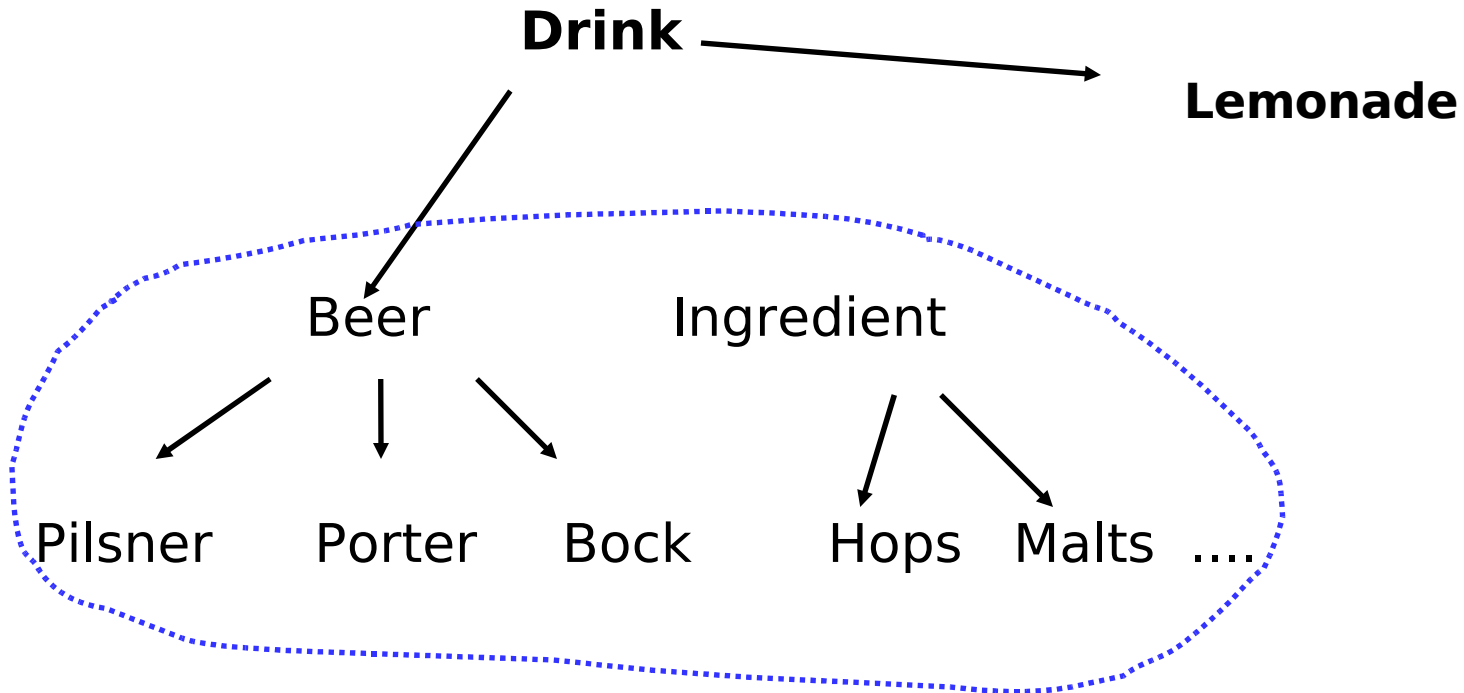 Drink
Lemonade
Beer Ingredient
Pilsner Porter Bock Hops Malts ....